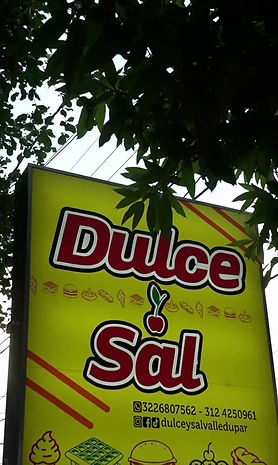 Dulce
y
Sal
3226807562 - 312 4250961
dulceysalvalledupar